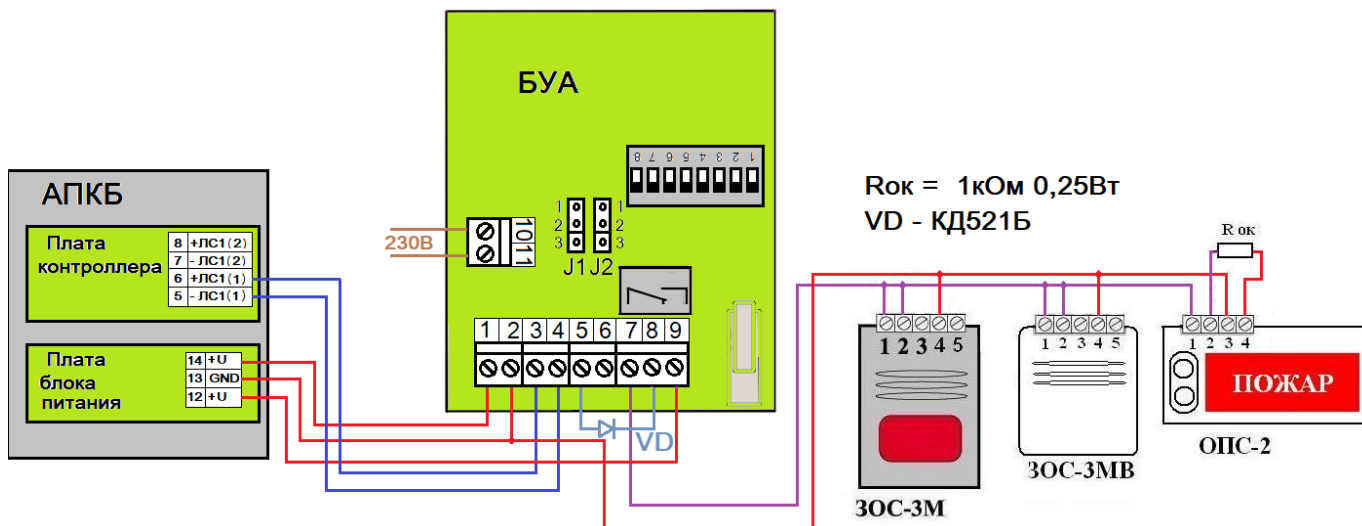 БУА
8 7 6 5 4 3 2 1
Rок = 1кОм 0,25Вт
VD - КД521Б
R ок
АПКБ
Плата
контроллера
8 +ЛС1(2)
7 - ЛС1(2)
6 +ЛС1(1)
5 - ЛС1(1)
230В
10
11
1 1
2 2
3 3
J1 J2
1 2 3 4 5 6 7 8 9
Плата
блока
питания
14 +U
13 GND
12 +U
VD
1 2 3 4 5
ЗОС-3М
1 2 3 4 5
ЗОС-3МВ
1 2 3 4
ПОЖАР
ОПС-2